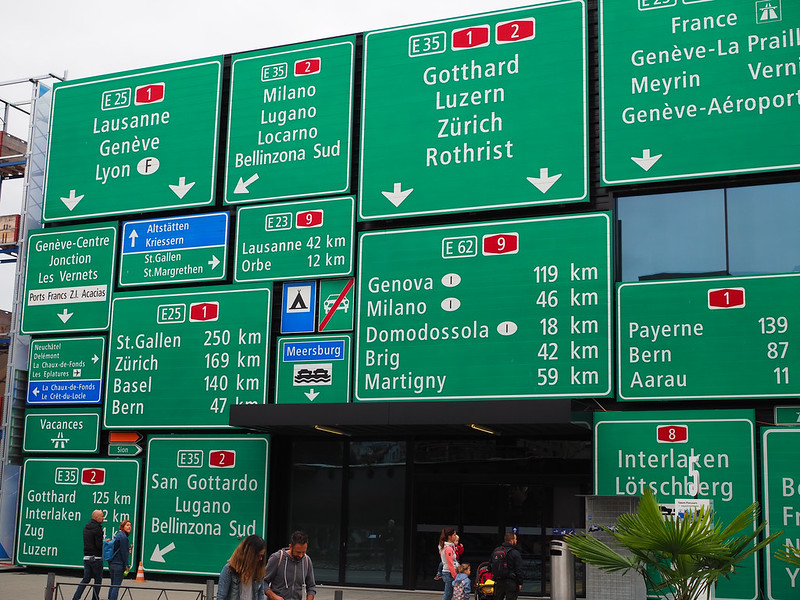 E25 1
Lausanne
Genève
Lyon F
E35 2
Milano
Lugano
Locarno
Bellinzona Sud
E35 1 2
Gotthard
Luzern
Zürich
Rothrist
E25
France
Genève-La Praill
Meyrin Verni
Genève-Aéroport
Genève-Centre
Jonction
Les Vernets
Ports Francs Z.I. Acacias
Altstätten
Kriessern
St.Gallen
St.Margrethen
E23 9
Lausanne 42 km
Orbe 12 km
E 62 9
Genova I 119 km
Milano I 46 km
Domodossola I 18 km
Brig 42 km
Martigny 59 km
1
Payerne 139
Bern 87
Aarau 11
E25 1
St.Gallen 250 km
Zürich 169 km
Basel 140 km
Bern 47 km
Meersburg
Neuchâtel
Delémont
La Chaux-de-Fonds
Les Eplatures
La Chaux-de-Fonds
Le Crêt-du-Locle
Vacances
Sion
E35 2
Gotthard 125 km
Interlaken 2 km
Zug
Luzern
E35 2
San Gottardo
Lugano
Bellinzona Sud
8
Interlaken
Lötschberg
5